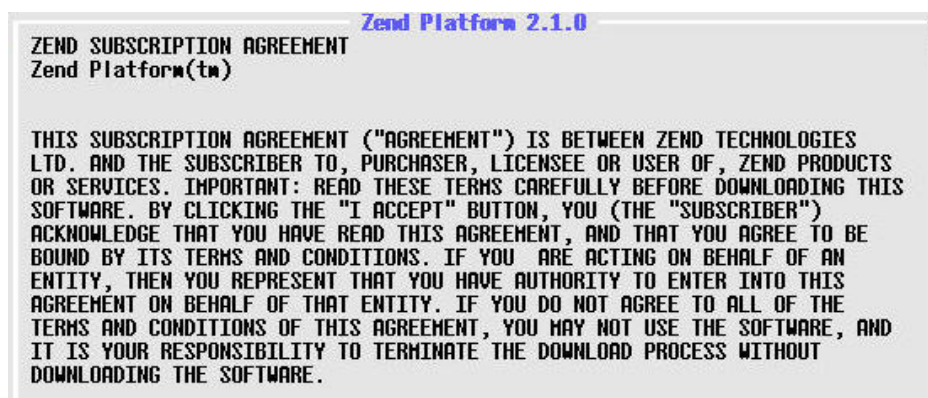 Zend Platform 2.1.0
ZEND SUBSCRIPTION AGREEMENT
Zend Platform(tm)
THIS SUBSCRIPTION AGREEMENT ("AGREEMENT") IS BETWEEN ZEND TECHNOLOGIES
LTD. AND THE SUBSCRIBER TO, PURCHASER, LICENSEE OR USER OF, ZEND PRODUCTS
OR SERVICES. IMPORTANT: READ THESE TERMS CAREFULLY BEFORE DOWNLOADING THIS
SOFTWARE. BY CLICKING THE "I ACCEPT" BUTTON, YOU (THE "SUBSCRIBER")
ACKNOWLEDGE THAT YOU HAVE READ THIS AGREEMENT, AND THAT YOU AGREE TO BE
BOUND BY ITS TERMS AND CONDITIONS. IF YOU  ARE ACTING ON BEHALF OF AN
ENTITY, THEN YOU REPRESENT THAT YOU HAVE AUTHORITY TO ENTER INTO THIS
AGREEMENT ON BEHALF OF THAT ENTITY. IF YOU DO NOT AGREE TO ALL OF THE
TERMS AND CONDITIONS OF THIS AGREEMENT, YOU MAY NOT USE THE SOFTWARE, AND
IT IS YOUR RESPONSIBILITY TO TERMINATE THE DOWNLOAD PROCESS WITHOUT
DOWNLOADING THE SOFTWARE.